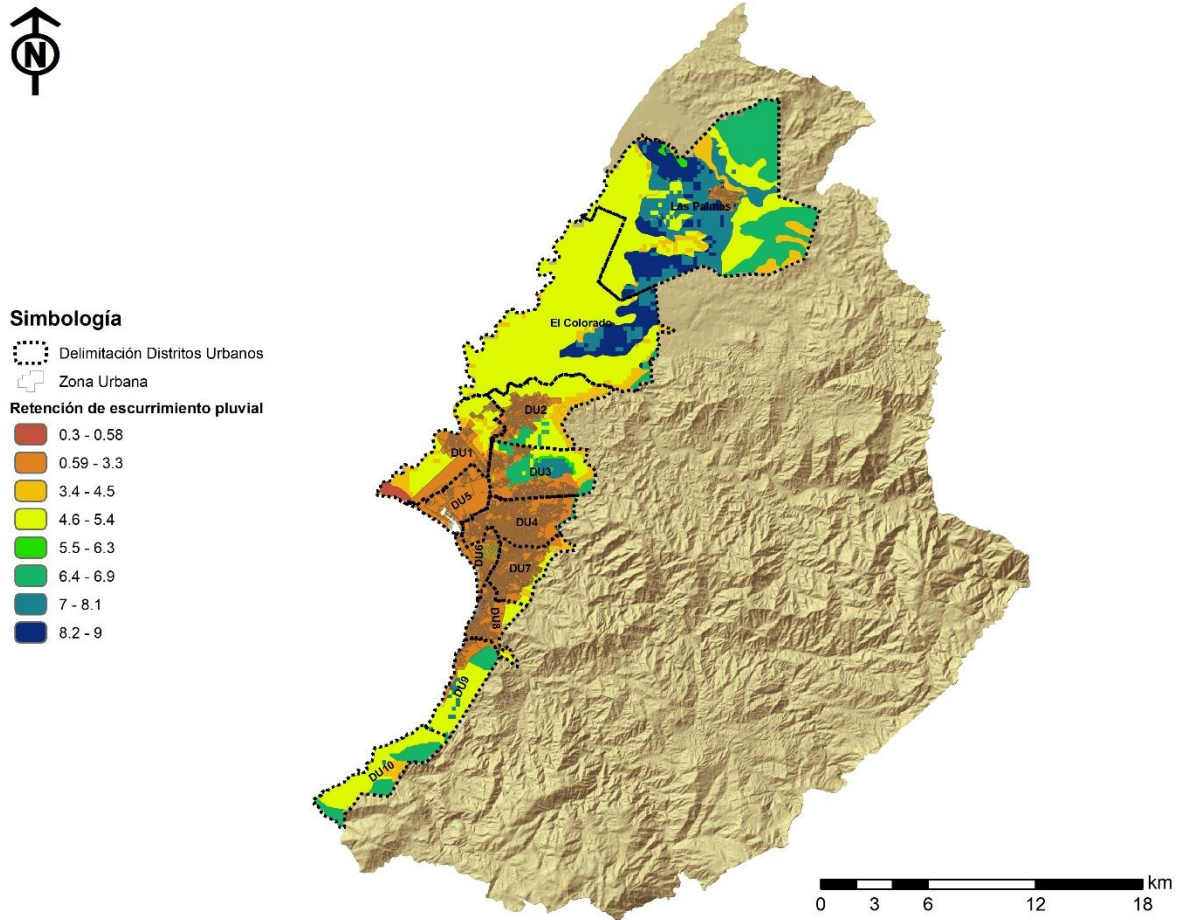 N
Las Palmas
El Colorado
Simbología
Delimitación Distritos Urbanos
Zona Urbana
Retención de escurrimiento pluvial
0.3 - 0.58
0.59 - 3.3
3.4 - 4.5
4.6 - 5.4
5.5 - 6.3
6.4 - 6.9
7 - 8.1
8.2 - 9
DU2
DU1
DU3
DU5
DU4
DU6
DU7
DU8
DU9
DU10
km
0 3 6 12 18